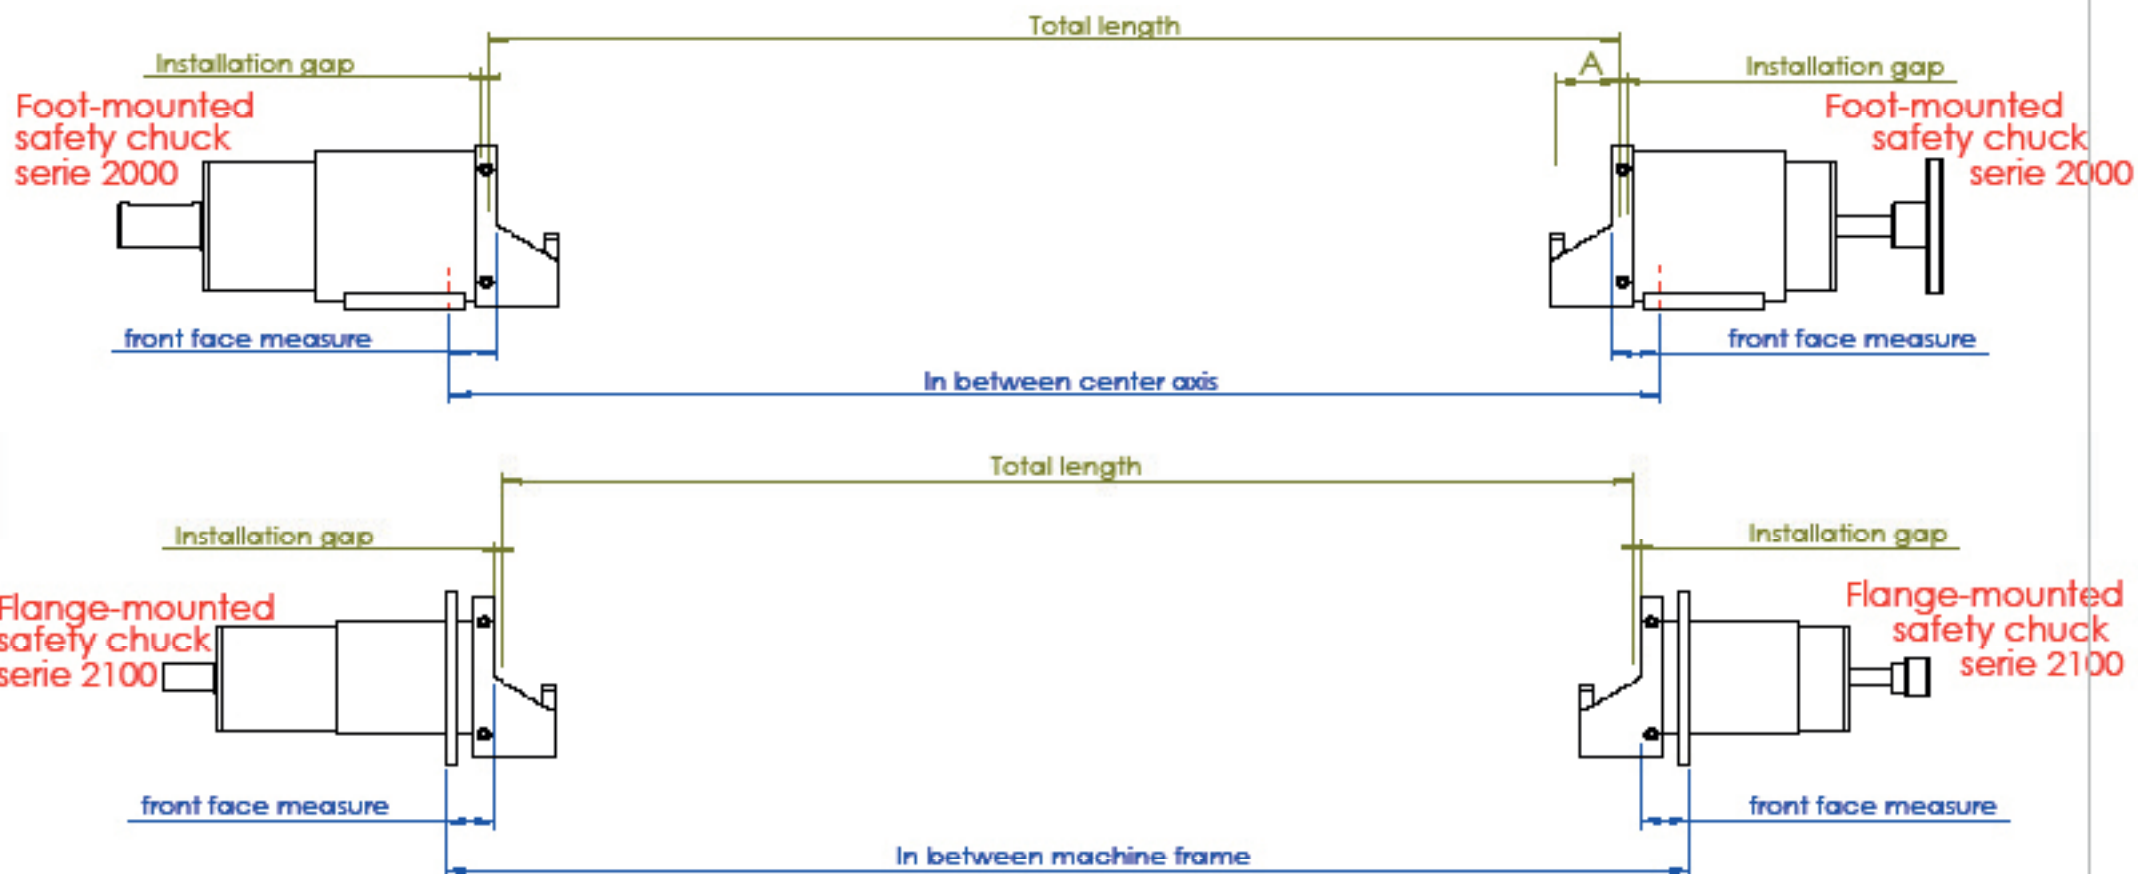 Total length
Installation gap
A
Installation gap
Foot-mounted
safety chuck
serie 2000
Foot-mounted
safety chuck
serie 2000
front face measure
front face measure
In between center axis
Total length
Installation gap
Installation gap
Flange-mounted
safety chuck
serie 2100
Flange-mounted
safety chuck
serie 2100
front face measure
front face measure
In between machine frame